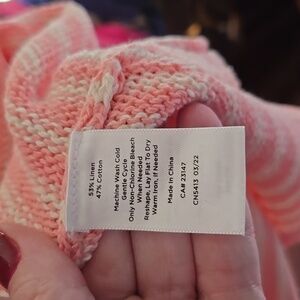 53% Linen
47% Cotton
Machine Wash Cold
Gentle Cycle
Only Non-Chlorine Bleach
When Needed
Reshape, Lay Flat To Dry
Warm Iron, if Needed
Made in China
CA# 23147
CN5413 03/22